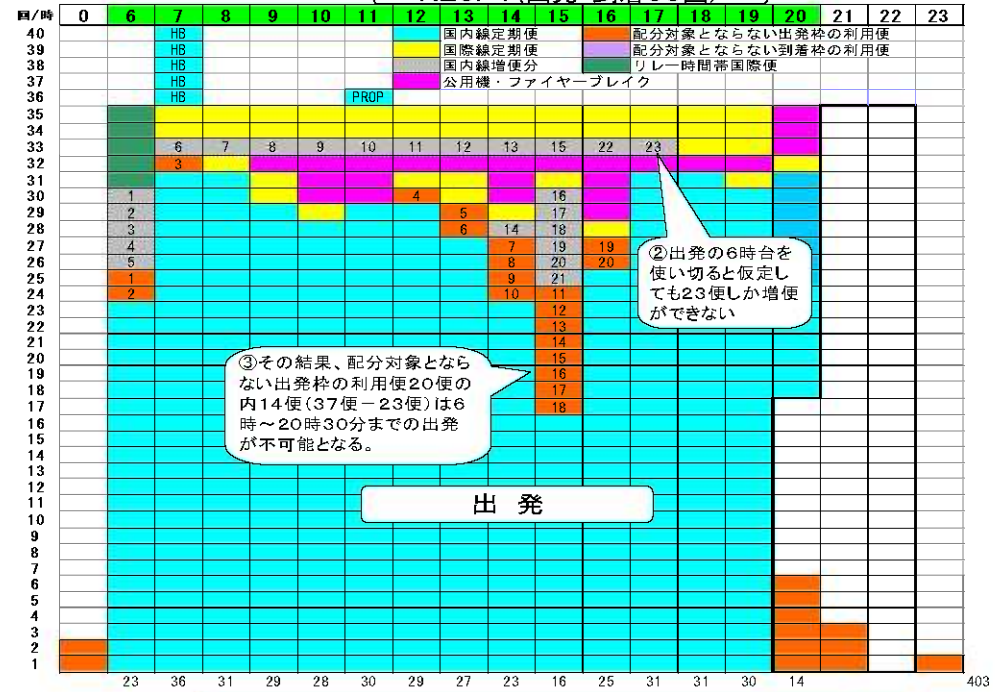 回/時 0 6 7 8 9 10 11 12 13 14 15 16 17 18 19 20 21 22 23
40 HB 国内線定期便 配分対象とならない出発枠の利用便
39 HB 国際線定期便 配分対象とならない到着枠の利用便
38 HB 国内線増便分 リレー時間帯国際便
37 HB 公用機・ファイヤーブレイク
36 HB PROP
35
34
33 6 7 8 9 10 11 12 13 15 22 23
32 3
31
30 1 4 16
29 2 5 17
28 3 6 14 18
27 4 7 19 19
26 5 8 20 20
25 1 9 21
24 2 10 11
23 12
22 13
21 14
20 15
19 16
18 17
17 18
16
15
14
13
12
11
10
9
8
7
6
5
4
3
2
1
②出発の6時台を
使い切ると仮定し
ても23便しか増便
ができない
③その結果、配分対象となら
ない出発枠の利用便20便の
内14便(37便－23便)は6
時～20時30分までの出発
が不可能となる。
出 発
23 36 31 29 28 30 29 27 23 16 25 31 31 30 14 403